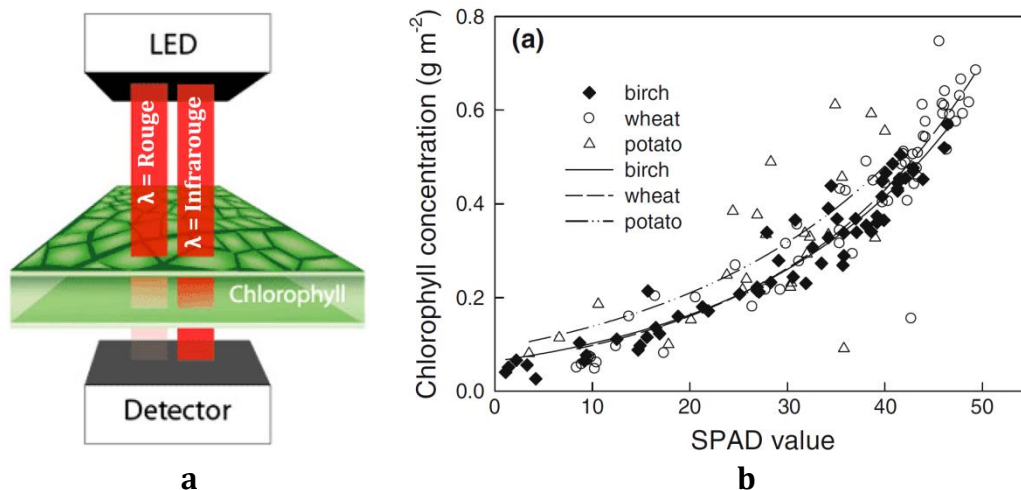 LED
λ = Rouge
λ = Infrarouge
Chlorophyll
Detector
a
(a)
Chlorophyll concentration (g m⁻²)
0.8
0.6
0.4
0.2
0.0
birch
wheat
potato
birch
wheat
potato
0 10 20 30 40 50
SPAD value
b